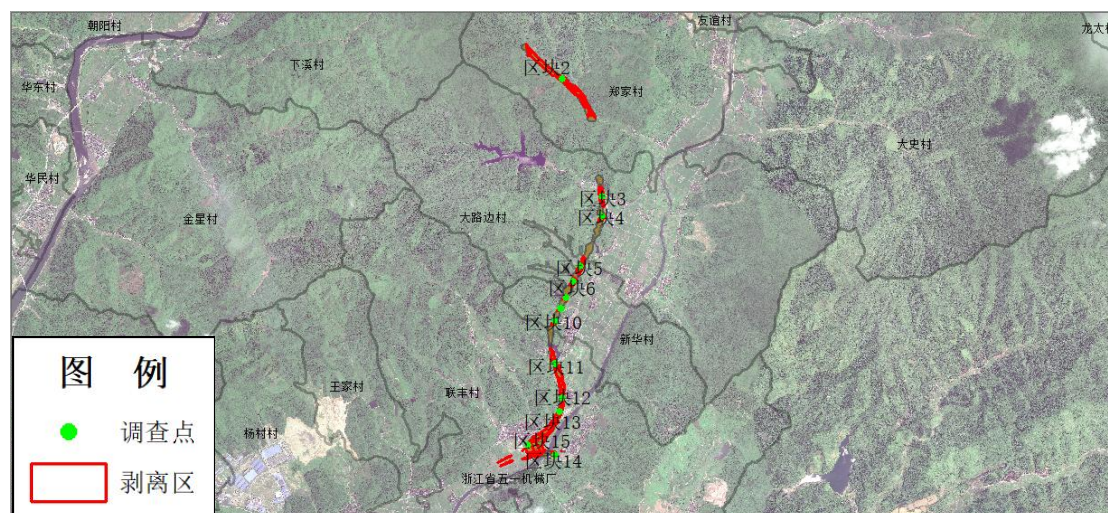 朝阳村
友谊村
龙太
下溪村
区块2
华东村
郑家村
大史村
华民村
区块3
金星村
大路边村
区块4
区块5
区块6
区块10
新华村
图 例
区块11
王家村
联丰村
区块12
调查点
杨村村
区块13
区块15
区块14
剥离区
浙江省五一机械厂